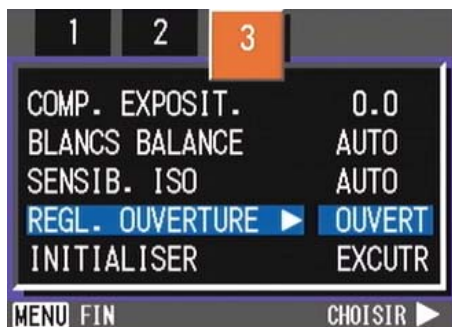 1 2 3
COMP. EXPOSIT. 0.0
BLANCS BALANCE AUTO
SENSIB. ISO AUTO
REGL. OUVERTURE ▶ OUVERT
INITIALISER EXCUTR
MENU FIN CHOISIR ▶